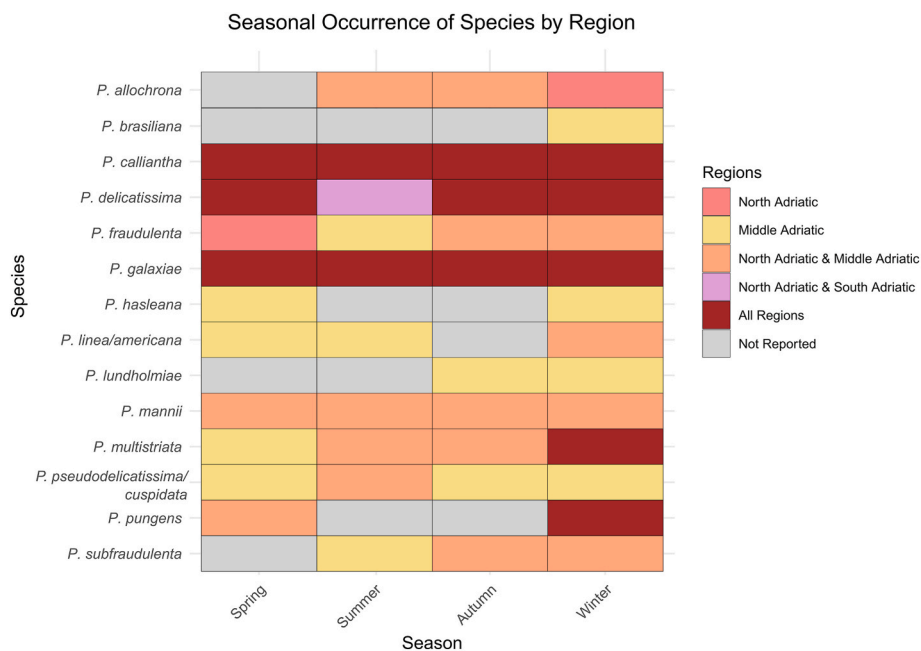 Seasonal Occurrence of Species by Region
P. allochrona
P. brasiliana
P. calliantha
P. delicatissima
P. fraudulenta
P. galaxiae
P. hasleana
P. linea/americana
P. lundholmiae
P. mannii
P. multistriata
P. pseudodelicatissima/
cuspidata
P. pungens
P. subfraudulenta
Species
Spring
Summer
Autumn
Winter
Season
Regions
North Adriatic
Middle Adriatic
North Adriatic & Middle Adriatic
North Adriatic & South Adriatic
All Regions
Not Reported